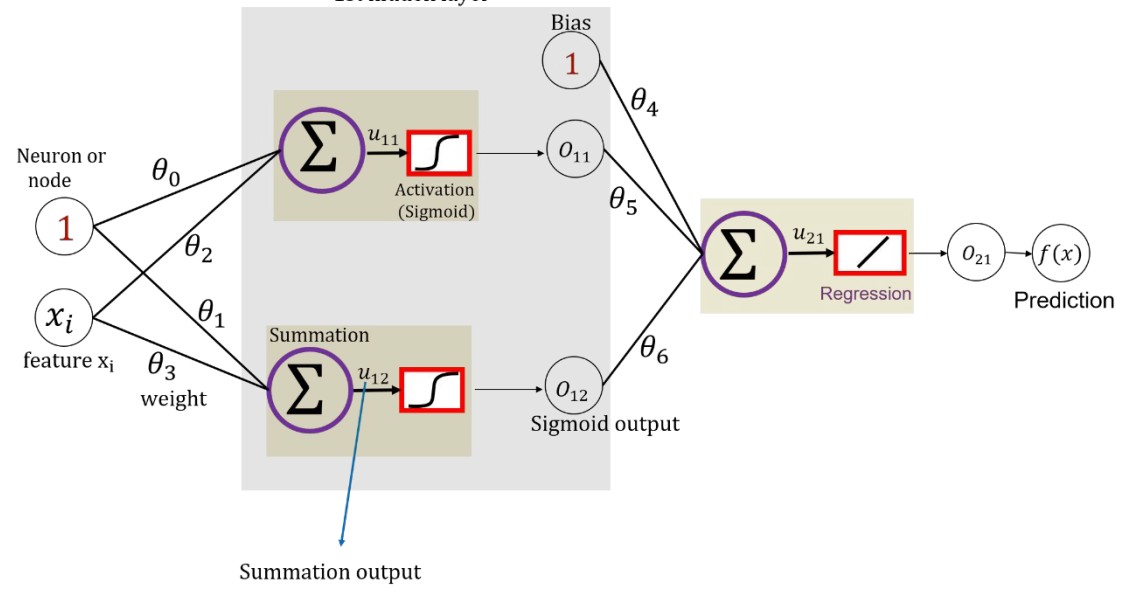 Bias
1
θ₄
Neuron or
node
1
θ₀
Σ
u₁₁
Activation
(Sigmoid)
O₁₁
θ₅
θ₂
xᵢ
feature xᵢ
θ₁
θ₃
weight
Summation
Σ
u₁₂
O₁₂
Sigmoid output
θ₆
Σ
u₂₁
Regression
O₂₁
f(x)
Prediction
Summation output